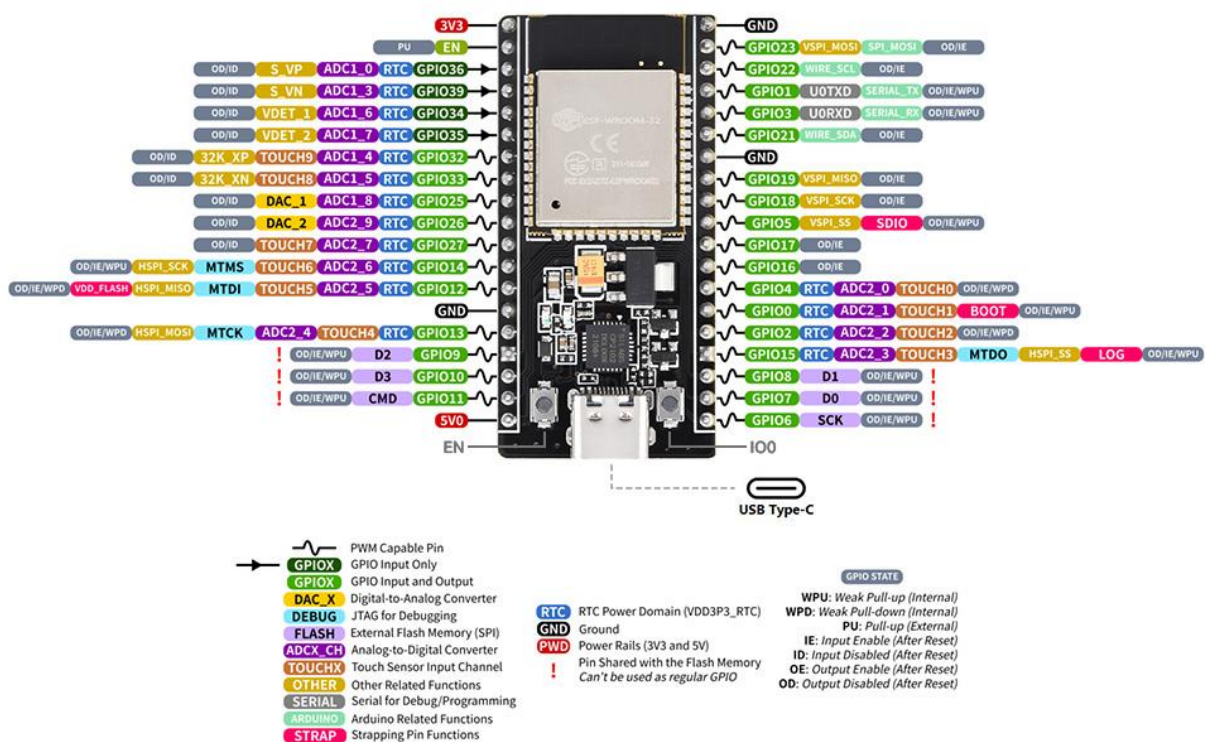 3V3 GND
PU EN GPIO23 VSPI_MOSI SPI_MOSI OD/IE
OD/ID S_VP ADC1_0 RTC GPIO36 GPIO22 WIRE_SCL OD/IE
OD/ID S_VN ADC1_3 RTC GPIO39 GPIO1 U0TXD SERIAL_TX OD/IE/WPU
OD/ID VDET_1 ADC1_6 RTC GPIO34 GPIO3 U0RXD SERIAL_RX OD/IE/WPU
OD/ID VDET_2 ADC1_7 RTC GPIO35 GPIO21 WIRE_SDA OD/IE
OD/ID 32K_XP TOUCH9 ADC1_4 RTC GPIO32 GND
OD/ID 32K_XN TOUCH8 ADC1_5 RTC GPIO33 GPIO19 VSPI_MISO OD/IE
OD/ID DAC_1 ADC1_8 RTC GPIO25 GPIO18 VSPI_SCK OD/IE
OD/ID DAC_2 ADC2_9 RTC GPIO26 GPIO5 VSPI_SS SDIO OD/IE/WPU
OD/ID TOUCH7 ADC2_7 RTC GPIO27 GPIO17 OD/IE
OD/IE/WPU HSPI_SCK MTMS TOUCH6 ADC2_6 RTC GPIO14 GPIO16 OD/IE
OD/IE/WPD VDD_FLASH HSPI_MISO MTDI TOUCH5 ADC2_5 RTC GPIO12 GPIO4 RTC ADC2_0 TOUCH0 OD/IE/WPD
GND GPIO0 RTC ADC2_1 TOUCH1 BOOT OD/IE/WPU
OD/IE/WPD HSPI_MOSI MTCK ADC2_4 TOUCH4 RTC GPIO13 GPIO2 RTC ADC2_2 TOUCH2 OD/IE/WPD
! OD/IE/WPU D2 GPIO9 GPIO15 RTC ADC2_3 TOUCH3 MTDO HSPI_SS LOG OD/IE/WPU
! OD/IE/WPU D3 GPIO10 GPIO8 D1 OD/IE/WPU !
! OD/IE/WPU CMD GPIO11 GPIO7 D0 OD/IE/WPU !
5V0 GPIO6 SCK OD/IE/WPU !
EN IO0
USB Type-C
PWM Capable Pin
GPIOX GPIO Input Only
GPIOX GPIO Input and Output
DAC_X Digital-to-Analog Converter
DEBUG JTAG for Debugging
FLASH External Flash Memory (SPI)
ADCX_CH Analog-to-Digital Converter
TOUCHX Touch Sensor Input Channel
OTHER Other Related Functions
SERIAL Serial for Debug/Programming
ARDUINO Arduino Related Functions
STRAP Strapping Pin Functions
RTC RTC Power Domain (VDD3P3_RTC)
GND Ground
PWD Power Rails (3V3 and 5V)
! Pin Shared with the Flash Memory
Can't be used as regular GPIO
GPIO STATE
WPU: Weak Pull-up (Internal)
WPD: Weak Pull-down (Internal)
PU: Pull-up (External)
IE: Input Enable (After Reset)
ID: Input Disabled (After Reset)
OE: Output Enable (After Reset)
OD: Output Disabled (After Reset)
ESP-WROOM-32
CE